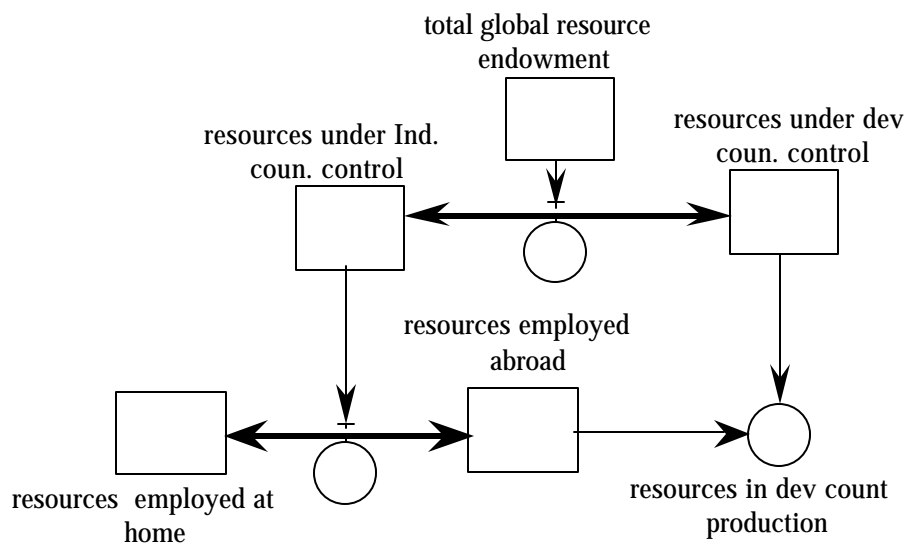 total global resource
endowment
resources under Ind.
coun. control
resources under dev
coun. control
resources employed
abroad
resources employed at
home
resources in dev count
production